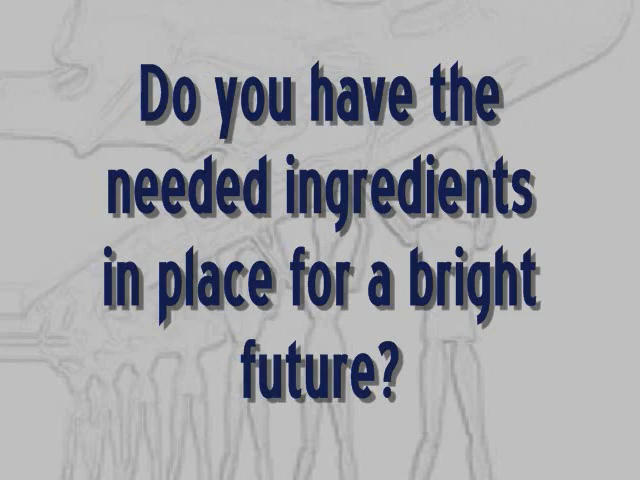 Do you have the
needed ingredients
in place for a bright
future?